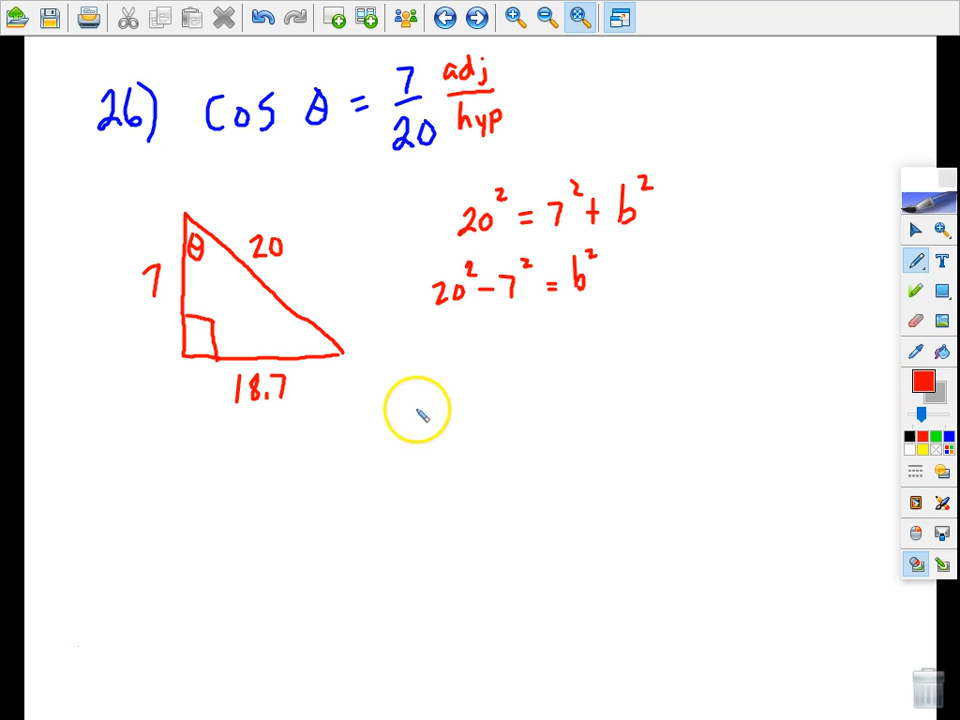 26) cos θ = 7/20 adj/hyp
20² = 7² + b²
20² - 7² = b²
θ 20
7
18.7